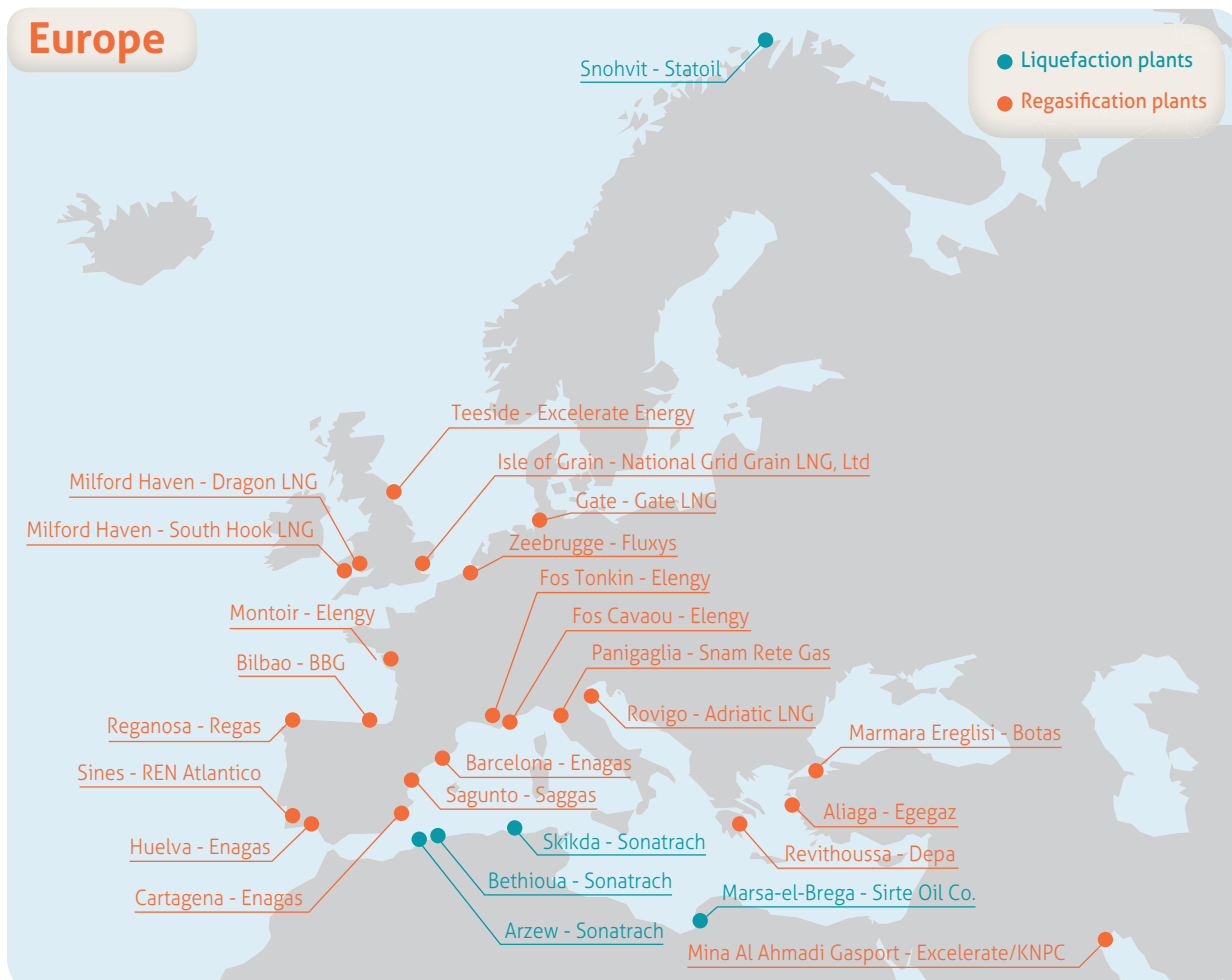 Europe
Snohvit - Statoil
Liquefaction plants
Regasification plants
Teeside - Excelerate Energy
Isle of Grain - National Grid Grain LNG, Ltd
Milford Haven - Dragon LNG
Gate - Gate LNG
Milford Haven - South Hook LNG
Zeebrugge - Fluxys
Fos Tonkin - Elengy
Montoir - Elengy
Fos Cavaou - Elengy
Bilbao - BBG
Panigaglia - Snam Rete Gas
Reganosa - Regas
Rovigo - Adriatic LNG
Marmara Ereglisi - Botas
Sines - REN Atlantico
Barcelona - Enagas
Sagunto - Saggas
Aliaga - Egegaz
Huelva - Enagas
Skikda - Sonatrach
Revithoussa - Depa
Cartagena - Enagas
Bethioua - Sonatrach
Marsa-el-Brega - Sirte Oil Co.
Arzew - Sonatrach
Mina Al Ahmadi Gasport - Excelerate/KNPC